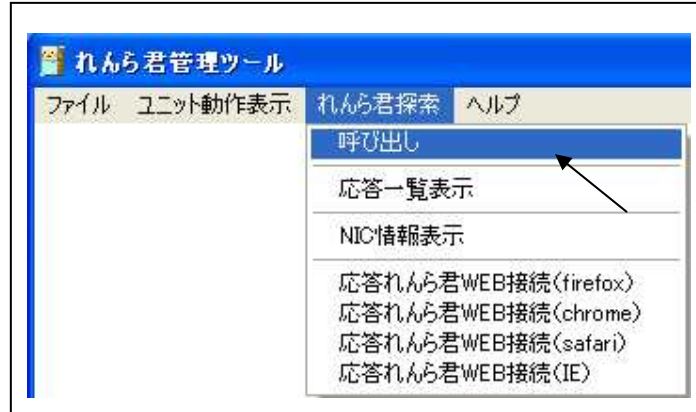 れんら君管理ツール
ファイル ユニット動作表示 れんら君探索 ヘルプ
呼び出し
応答一覧表示
NIC情報表示
応答れんら君WEB接続(firefox)
応答れんら君WEB接続(chrome)
応答れんら君WEB接続(safari)
応答れんら君WEB接続(IE)